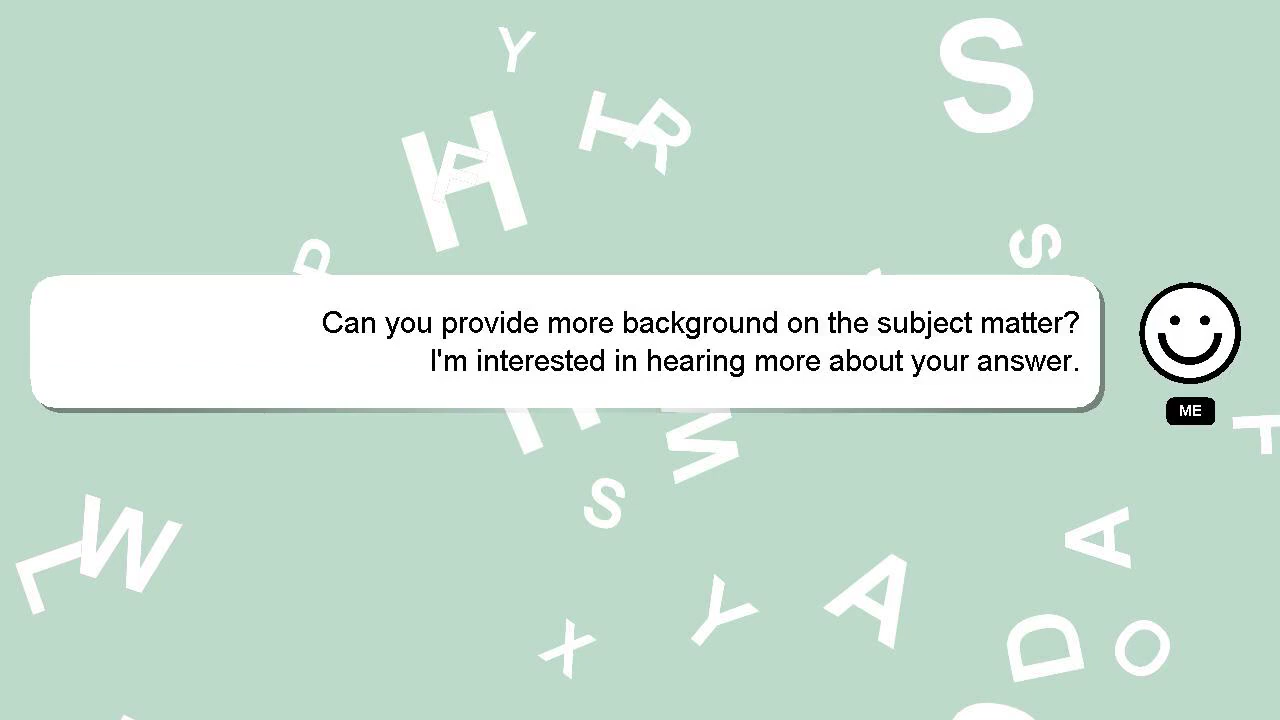 Can you provide more background on the subject matter?
I'm interested in hearing more about your answer.
ME
Y
S
H
A
T
R
P
S
W
S
L
W
A
X
Y
A
D
O